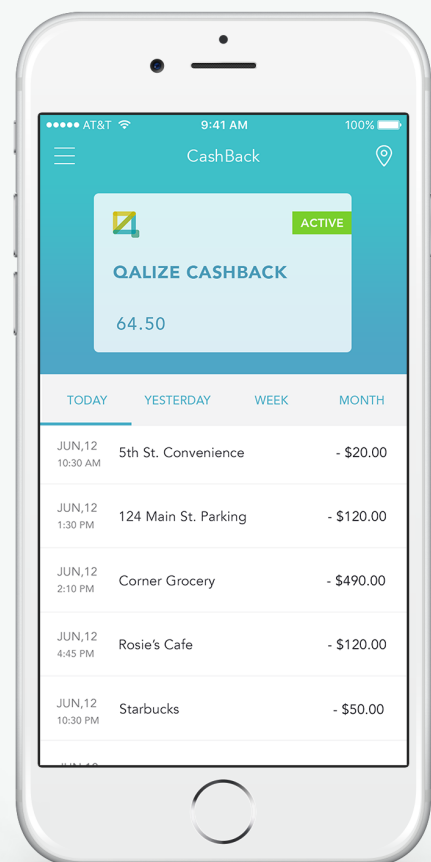 AT&T 9:41 AM 100%
CashBack
ACTIVE
QALIZE CASHBACK
64.50
TODAY YESTERDAY WEEK MONTH
JUN,12
10:30 AM
5th St. Convenience - $20.00
JUN,12
1:30 PM
124 Main St. Parking - $120.00
JUN,12
2:10 PM
Corner Grocery - $490.00
JUN,12
4:45 PM
Rosie’s Cafe - $120.00
JUN,12
10:30 PM
Starbucks - $50.00